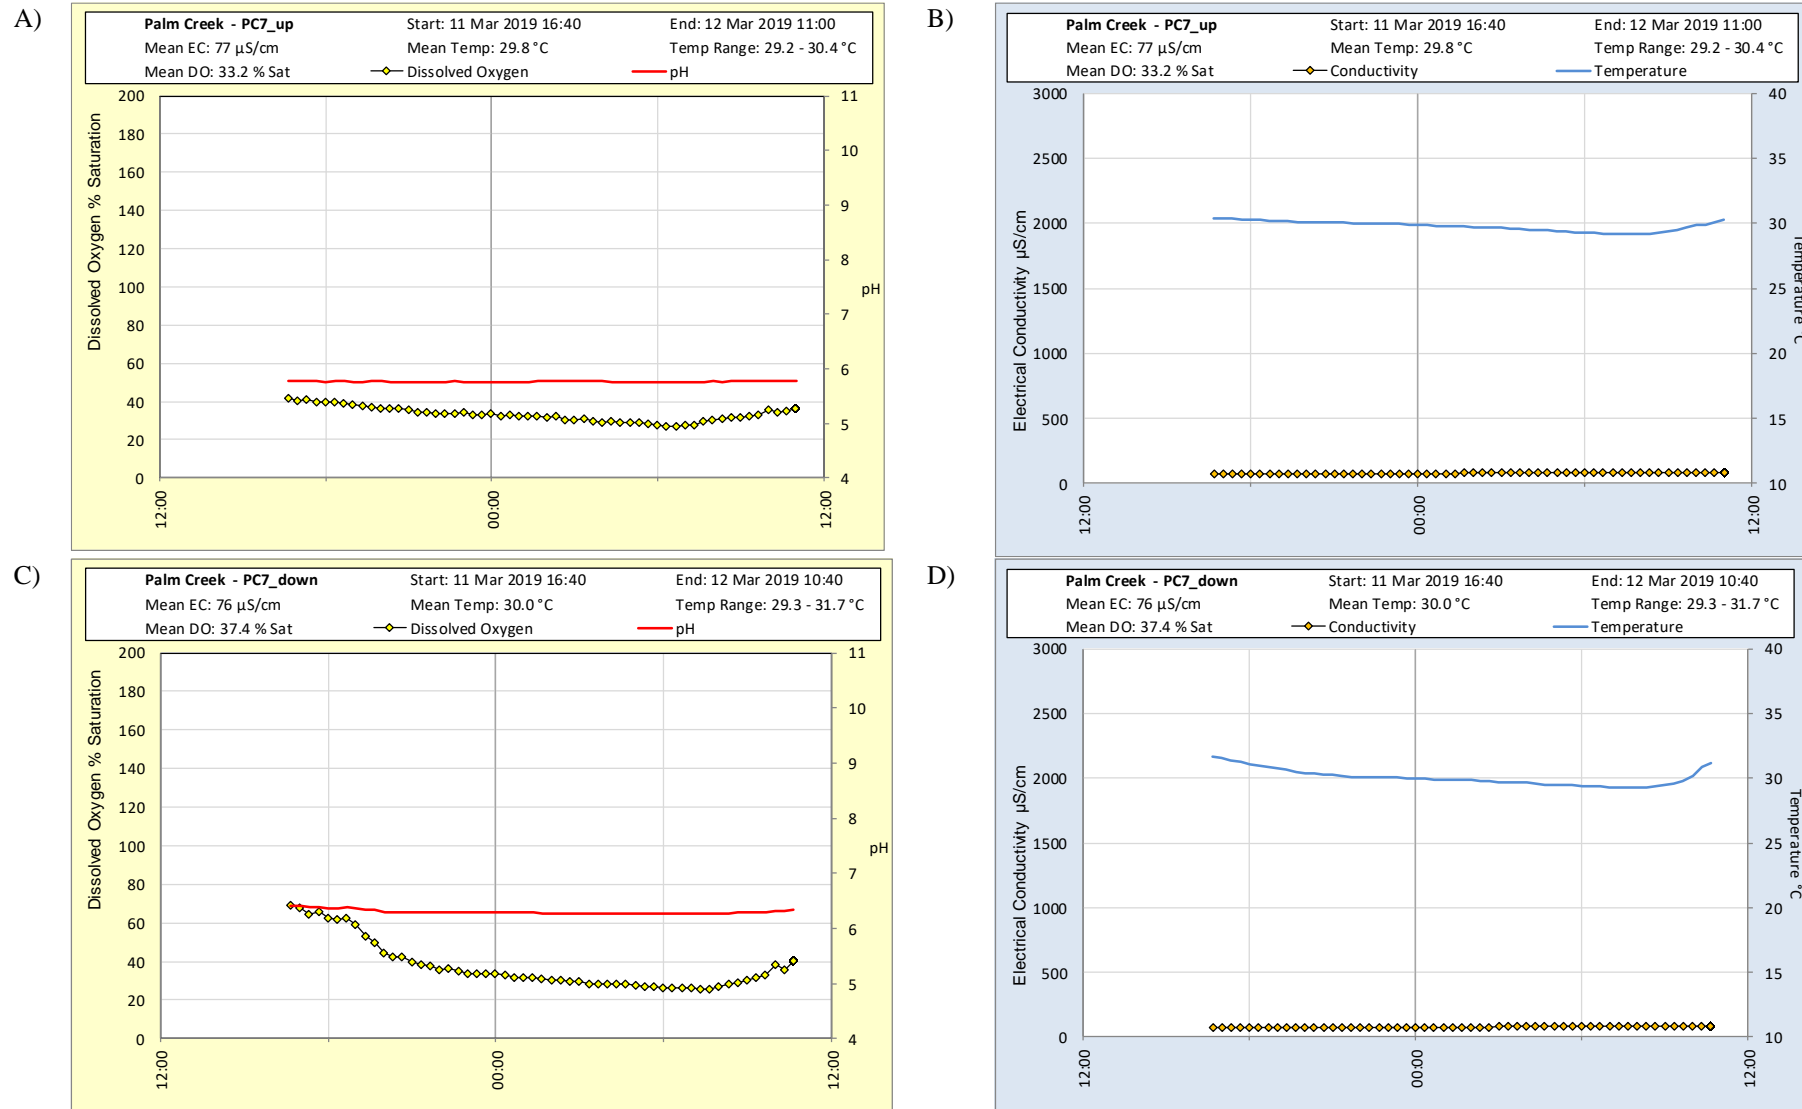 A)
Palm Creek - PC7_up Start: 11 Mar 2019 16:40 End: 12 Mar 2019 11:00
Mean EC: 77 µS/cm Mean Temp: 29.8 °C Temp Range: 29.2 - 30.4 °C
Mean DO: 33.2 % Sat Dissolved Oxygen pH
200
180
160
140
120
100
80
60
40
20
0
Dissolved Oxygen % Saturation
11
10
9
8
7
6
5
4
pH
12:00 00:00 12:00
B)
Palm Creek - PC7_up Start: 11 Mar 2019 16:40 End: 12 Mar 2019 11:00
Mean EC: 77 µS/cm Mean Temp: 29.8 °C Temp Range: 29.2 - 30.4 °C
Mean DO: 33.2 % Sat Conductivity Temperature
3000
2500
2000
1500
1000
500
0
Electrical Conductivity µS/cm
40
35
30
25
20
15
10
Temperature °C
12:00 00:00 12:00
C)
Palm Creek - PC7_down Start: 11 Mar 2019 16:40 End: 12 Mar 2019 10:40
Mean EC: 76 µS/cm Mean Temp: 30.0 °C Temp Range: 29.3 - 31.7 °C
Mean DO: 37.4 % Sat Dissolved Oxygen pH
200
180
160
140
120
100
80
60
40
20
0
Dissolved Oxygen % Saturation
11
10
9
8
7
6
5
4
pH
12:00 00:00 12:00
D)
Palm Creek - PC7_down Start: 11 Mar 2019 16:40 End: 12 Mar 2019 10:40
Mean EC: 76 µS/cm Mean Temp: 30.0 °C Temp Range: 29.3 - 31.7 °C
Mean DO: 37.4 % Sat Conductivity Temperature
3000
2500
2000
1500
1000
500
0
Electrical Conductivity µS/cm
40
35
30
25
20
15
10
Temperature °C
12:00 00:00 12:00